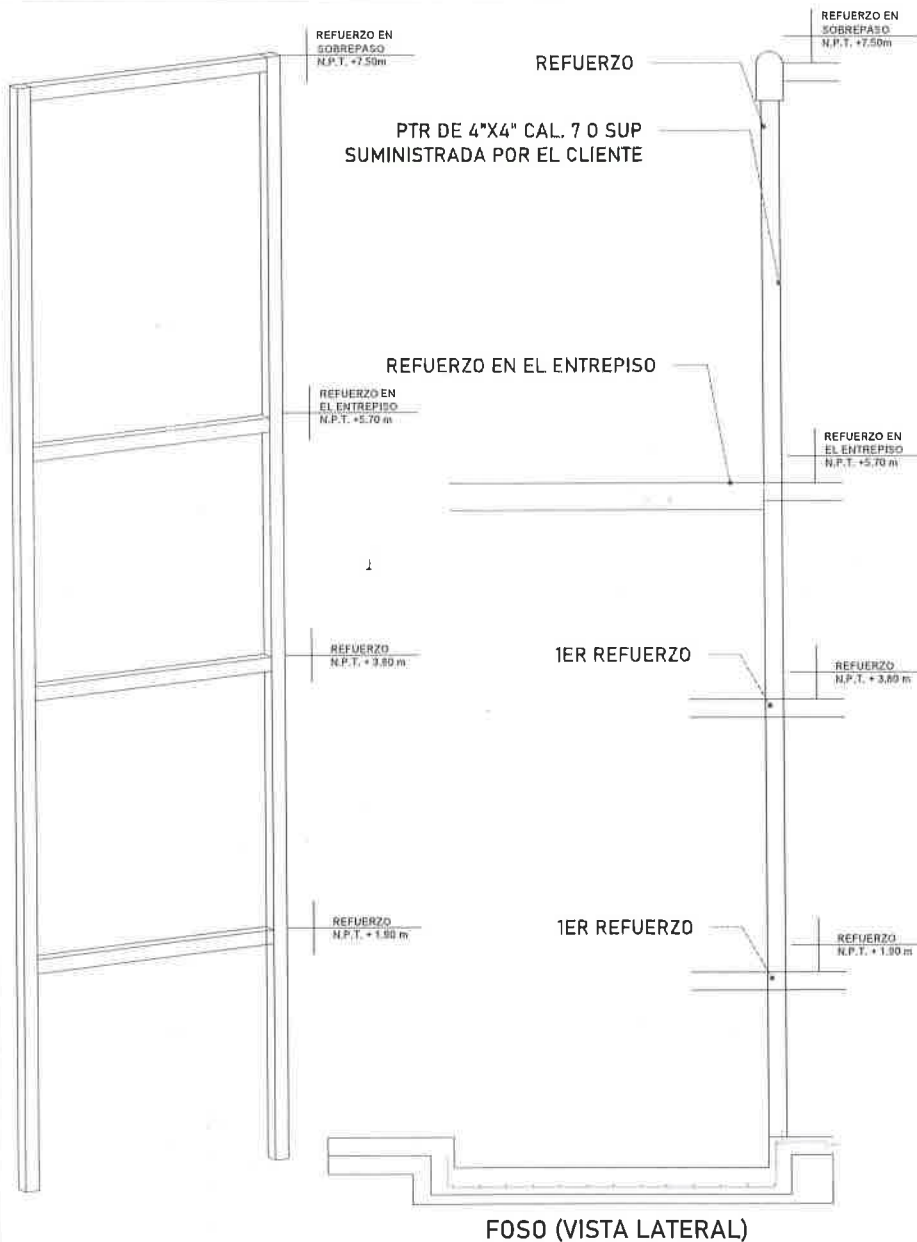 REFUERZO EN
SOBREPASO
N.P.T. +7.50m
REFUERZO EN
EL ENTREPISO
N.P.T. +5.70 m
REFUERZO
N.P.T. + 3.80 m
REFUERZO
N.P.T. + 1.90 m
REFUERZO
PTR DE 4"X4" CAL. 7 O SUP
SUMINISTRADA POR EL CLIENTE
REFUERZO EN EL ENTREPISO
1ER REFUERZO
1ER REFUERZO
REFUERZO EN
SOBREPASO
N.P.T. +7.50m
REFUERZO EN
EL ENTREPISO
N.P.T. +5.70 m
REFUERZO
N.P.T. + 3.80 m
REFUERZO
N.P.T. + 1.90 m
FOSO (VISTA LATERAL)